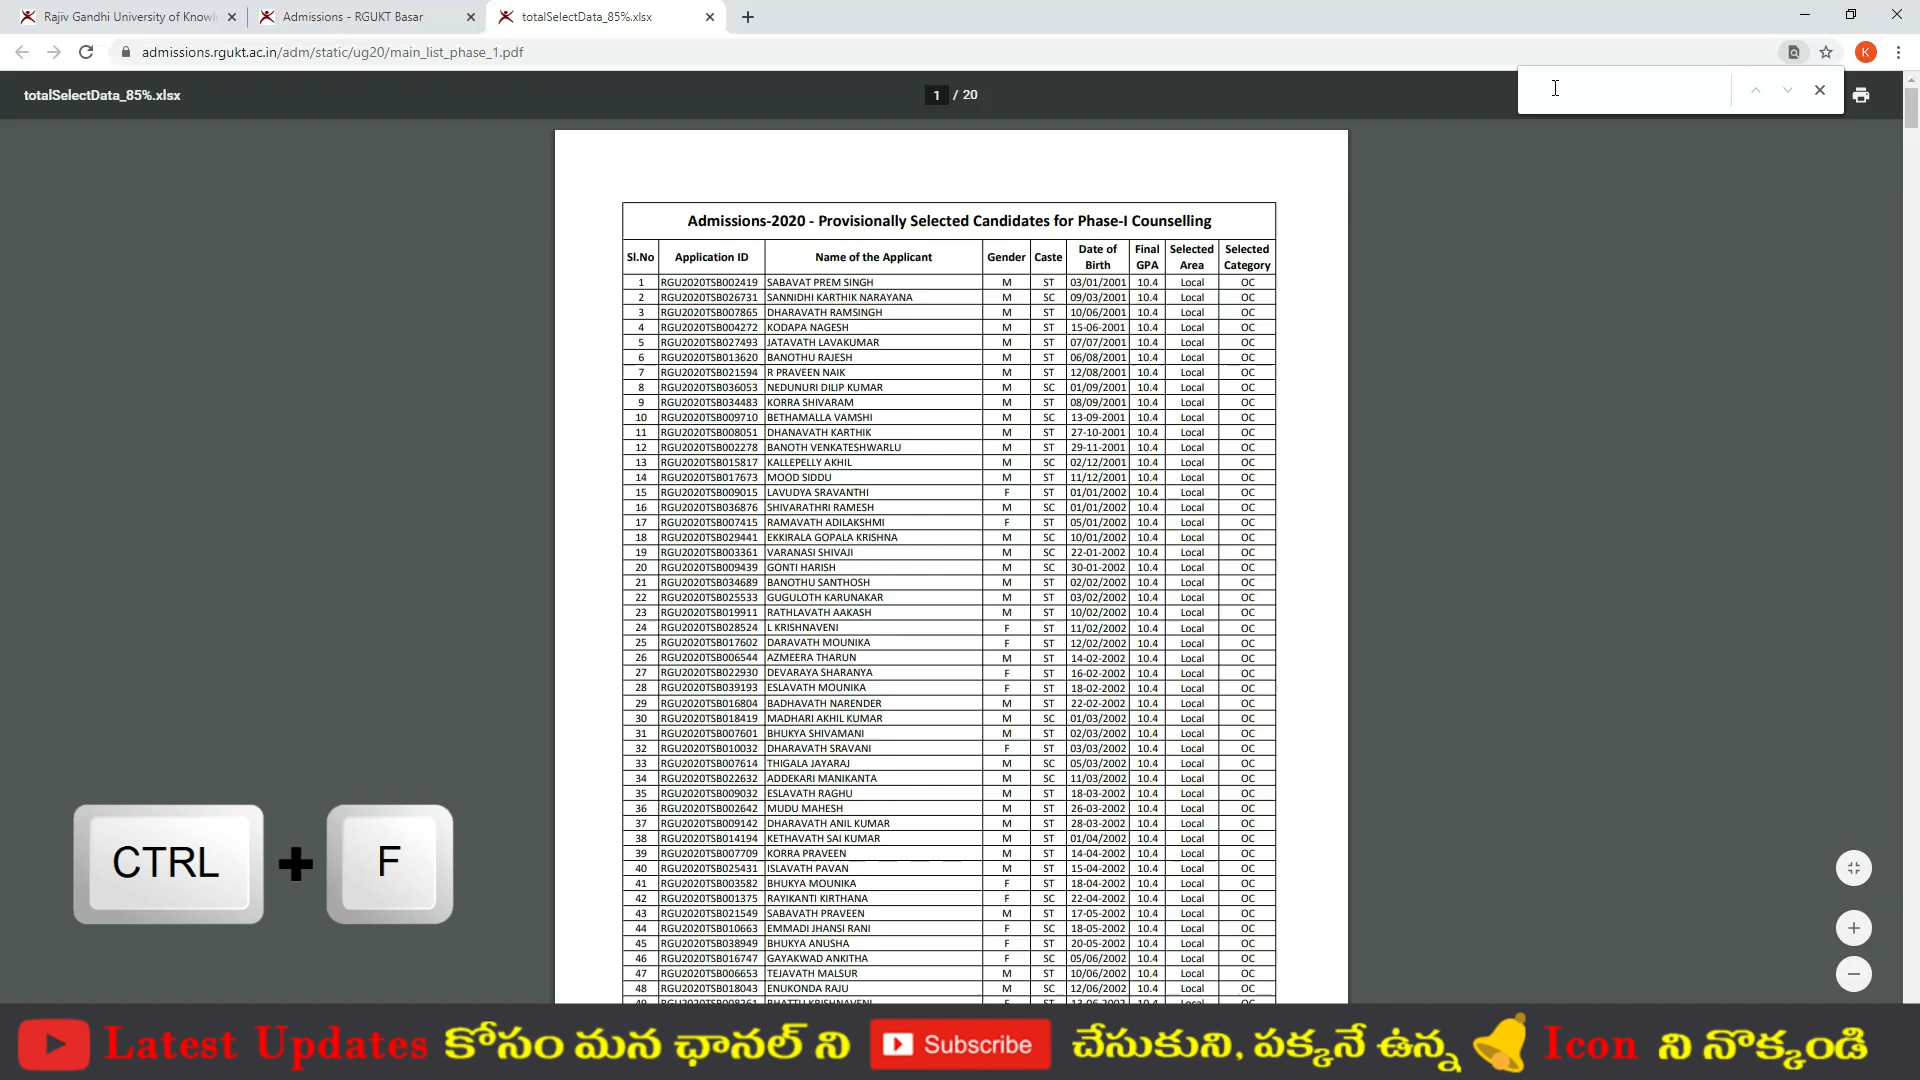 Rajiv Gandhi University of Knowl
Admissions - RGUKT Basar
totalSelectData_85%.xlsx
admissions.rgukt.ac.in/adm/static/ug20/main_list_phase_1.pdf
K
totalSelectData_85%.xlsx
1 / 20
Admissions-2020 - Provisionally Selected Candidates for Phase-I Counselling
Sl.No Application ID Name of the Applicant Gender Caste Date of Birth Final GPA Selected Area Selected Category
1 RGU2020TSB002419 SABAVAT PREM SINGH M ST 03/01/2001 10.4 Local OC
2 RGU2020TSB026731 SANNIDHI KARTHIK NARAYANA M SC 09/03/2001 10.4 Local OC
3 RGU2020TSB007865 DHARAVATH RAMSINGH M ST 10/06/2001 10.4 Local OC
4 RGU2020TSB004272 KODAPA NAGESH M ST 15-06-2001 10.4 Local OC
5 RGU2020TSB027493 JATAVATH LAVAKUMAR M ST 07/07/2001 10.4 Local OC
6 RGU2020TSB013620 BANOTHU RAJESH M ST 06/08/2001 10.4 Local OC
7 RGU2020TSB021594 R PRAVEEN NAIK M ST 12/08/2001 10.4 Local OC
8 RGU2020TSB036053 NEDUNURI DILIP KUMAR M SC 01/09/2001 10.4 Local OC
9 RGU2020TSB034483 KORRA SHIVARAM M ST 08/09/2001 10.4 Local OC
10 RGU2020TSB009710 BETHAMALLA VAMSHI M SC 13-09-2001 10.4 Local OC
11 RGU2020TSB008051 DHANAVATH KARTHIK M ST 27-10-2001 10.4 Local OC
12 RGU2020TSB002278 BANOTH VENKATESHWARLU M ST 29-11-2001 10.4 Local OC
13 RGU2020TSB015817 KALLEPELLY AKHIL M SC 02/12/2001 10.4 Local OC
14 RGU2020TSB017673 MOOD SIDDU M ST 11/12/2001 10.4 Local OC
15 RGU2020TSB009015 LAVUDYA SRAVANTHI F ST 01/01/2002 10.4 Local OC
16 RGU2020TSB036876 SHIVARATHRI RAMESH M SC 01/01/2002 10.4 Local OC
17 RGU2020TSB007415 RAMAVATH ADILAKSHMI F ST 05/01/2002 10.4 Local OC
18 RGU2020TSB029441 EKKIRALA GOPALA KRISHNA M SC 10/01/2002 10.4 Local OC
19 RGU2020TSB003361 VARANASI SHIVAJI M SC 22-01-2002 10.4 Local OC
20 RGU2020TSB009439 GONTI HARISH M SC 30-01-2002 10.4 Local OC
21 RGU2020TSB034689 BANOTHU SANTHOSH M ST 02/02/2002 10.4 Local OC
22 RGU2020TSB025533 GUGULOTH KARUNAKAR M ST 03/02/2002 10.4 Local OC
23 RGU2020TSB019911 RATHLAVATH AAKASH M ST 10/02/2002 10.4 Local OC
24 RGU2020TSB028524 L KRISHNAVENI F ST 11/02/2002 10.4 Local OC
25 RGU2020TSB017602 DARAVATH MOUNIKA F ST 12/02/2002 10.4 Local OC
26 RGU2020TSB006544 AZMEERA THARUN M ST 14-02-2002 10.4 Local OC
27 RGU2020TSB022930 DEVARAYA SHARANYA F ST 16-02-2002 10.4 Local OC
28 RGU2020TSB039193 ESLAVATH MOUNIKA F ST 18-02-2002 10.4 Local OC
29 RGU2020TSB016804 BADHAVATH NARENDER M ST 22-02-2002 10.4 Local OC
30 RGU2020TSB018419 MADHARI AKHIL KUMAR M SC 01/03/2002 10.4 Local OC
31 RGU2020TSB007601 BHUKYA SHIVAMANI M ST 02/03/2002 10.4 Local OC
32 RGU2020TSB010032 DHARAVATH SRAVANI F ST 03/03/2002 10.4 Local OC
33 RGU2020TSB007614 THIGALA JAYARAJ M SC 05/03/2002 10.4 Local OC
34 RGU2020TSB022632 ADDEKARI MANIKANTA M SC 11/03/2002 10.4 Local OC
35 RGU2020TSB009032 ESLAVATH RAGHU M ST 18-03-2002 10.4 Local OC
36 RGU2020TSB002642 MUDU MAHESH M ST 26-03-2002 10.4 Local OC
37 RGU2020TSB009142 DHARAVATH ANIL KUMAR M ST 28-03-2002 10.4 Local OC
38 RGU2020TSB014194 KETHAVATH SAI KUMAR M ST 01/04/2002 10.4 Local OC
39 RGU2020TSB007709 KORRA PRAVEEN M ST 14-04-2002 10.4 Local OC
40 RGU2020TSB025431 ISLAVATH PAVAN M ST 15-04-2002 10.4 Local OC
41 RGU2020TSB003582 BHUKYA MOUNIKA F ST 18-04-2002 10.4 Local OC
42 RGU2020TSB001375 RAYIKANTI KIRTHANA F SC 22-04-2002 10.4 Local OC
43 RGU2020TSB021549 SABAVATH PRAVEEN M ST 17-05-2002 10.4 Local OC
44 RGU2020TSB010663 EMMADI JHANSI RANI F SC 18-05-2002 10.4 Local OC
45 RGU2020TSB038949 BHUKYA ANUSHA F ST 20-05-2002 10.4 Local OC
46 RGU2020TSB016747 GAYAKWAD ANKITHA F SC 05/06/2002 10.4 Local OC
47 RGU2020TSB006653 TEJAVATH MALSUR M ST 10/06/2002 10.4 Local OC
48 RGU2020TSB018043 ENUKONDA RAJU M SC 12/06/2002 10.4 Local OC
CTRL + F
Latest Updates కోసం మన ఛానల్ ని Subscribe చేసుకుని, పక్కనే ఉన్న Icon ని నొక్కండి